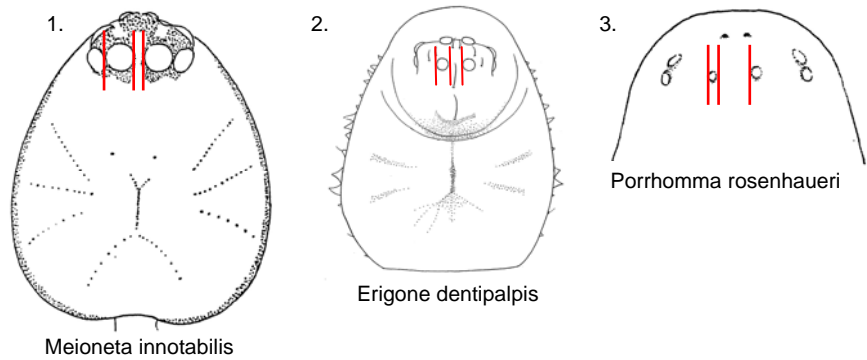 1.
2.
3.
Meioneta innotabilis
Erigone dentipalpis
Porrhomma rosenhaueri